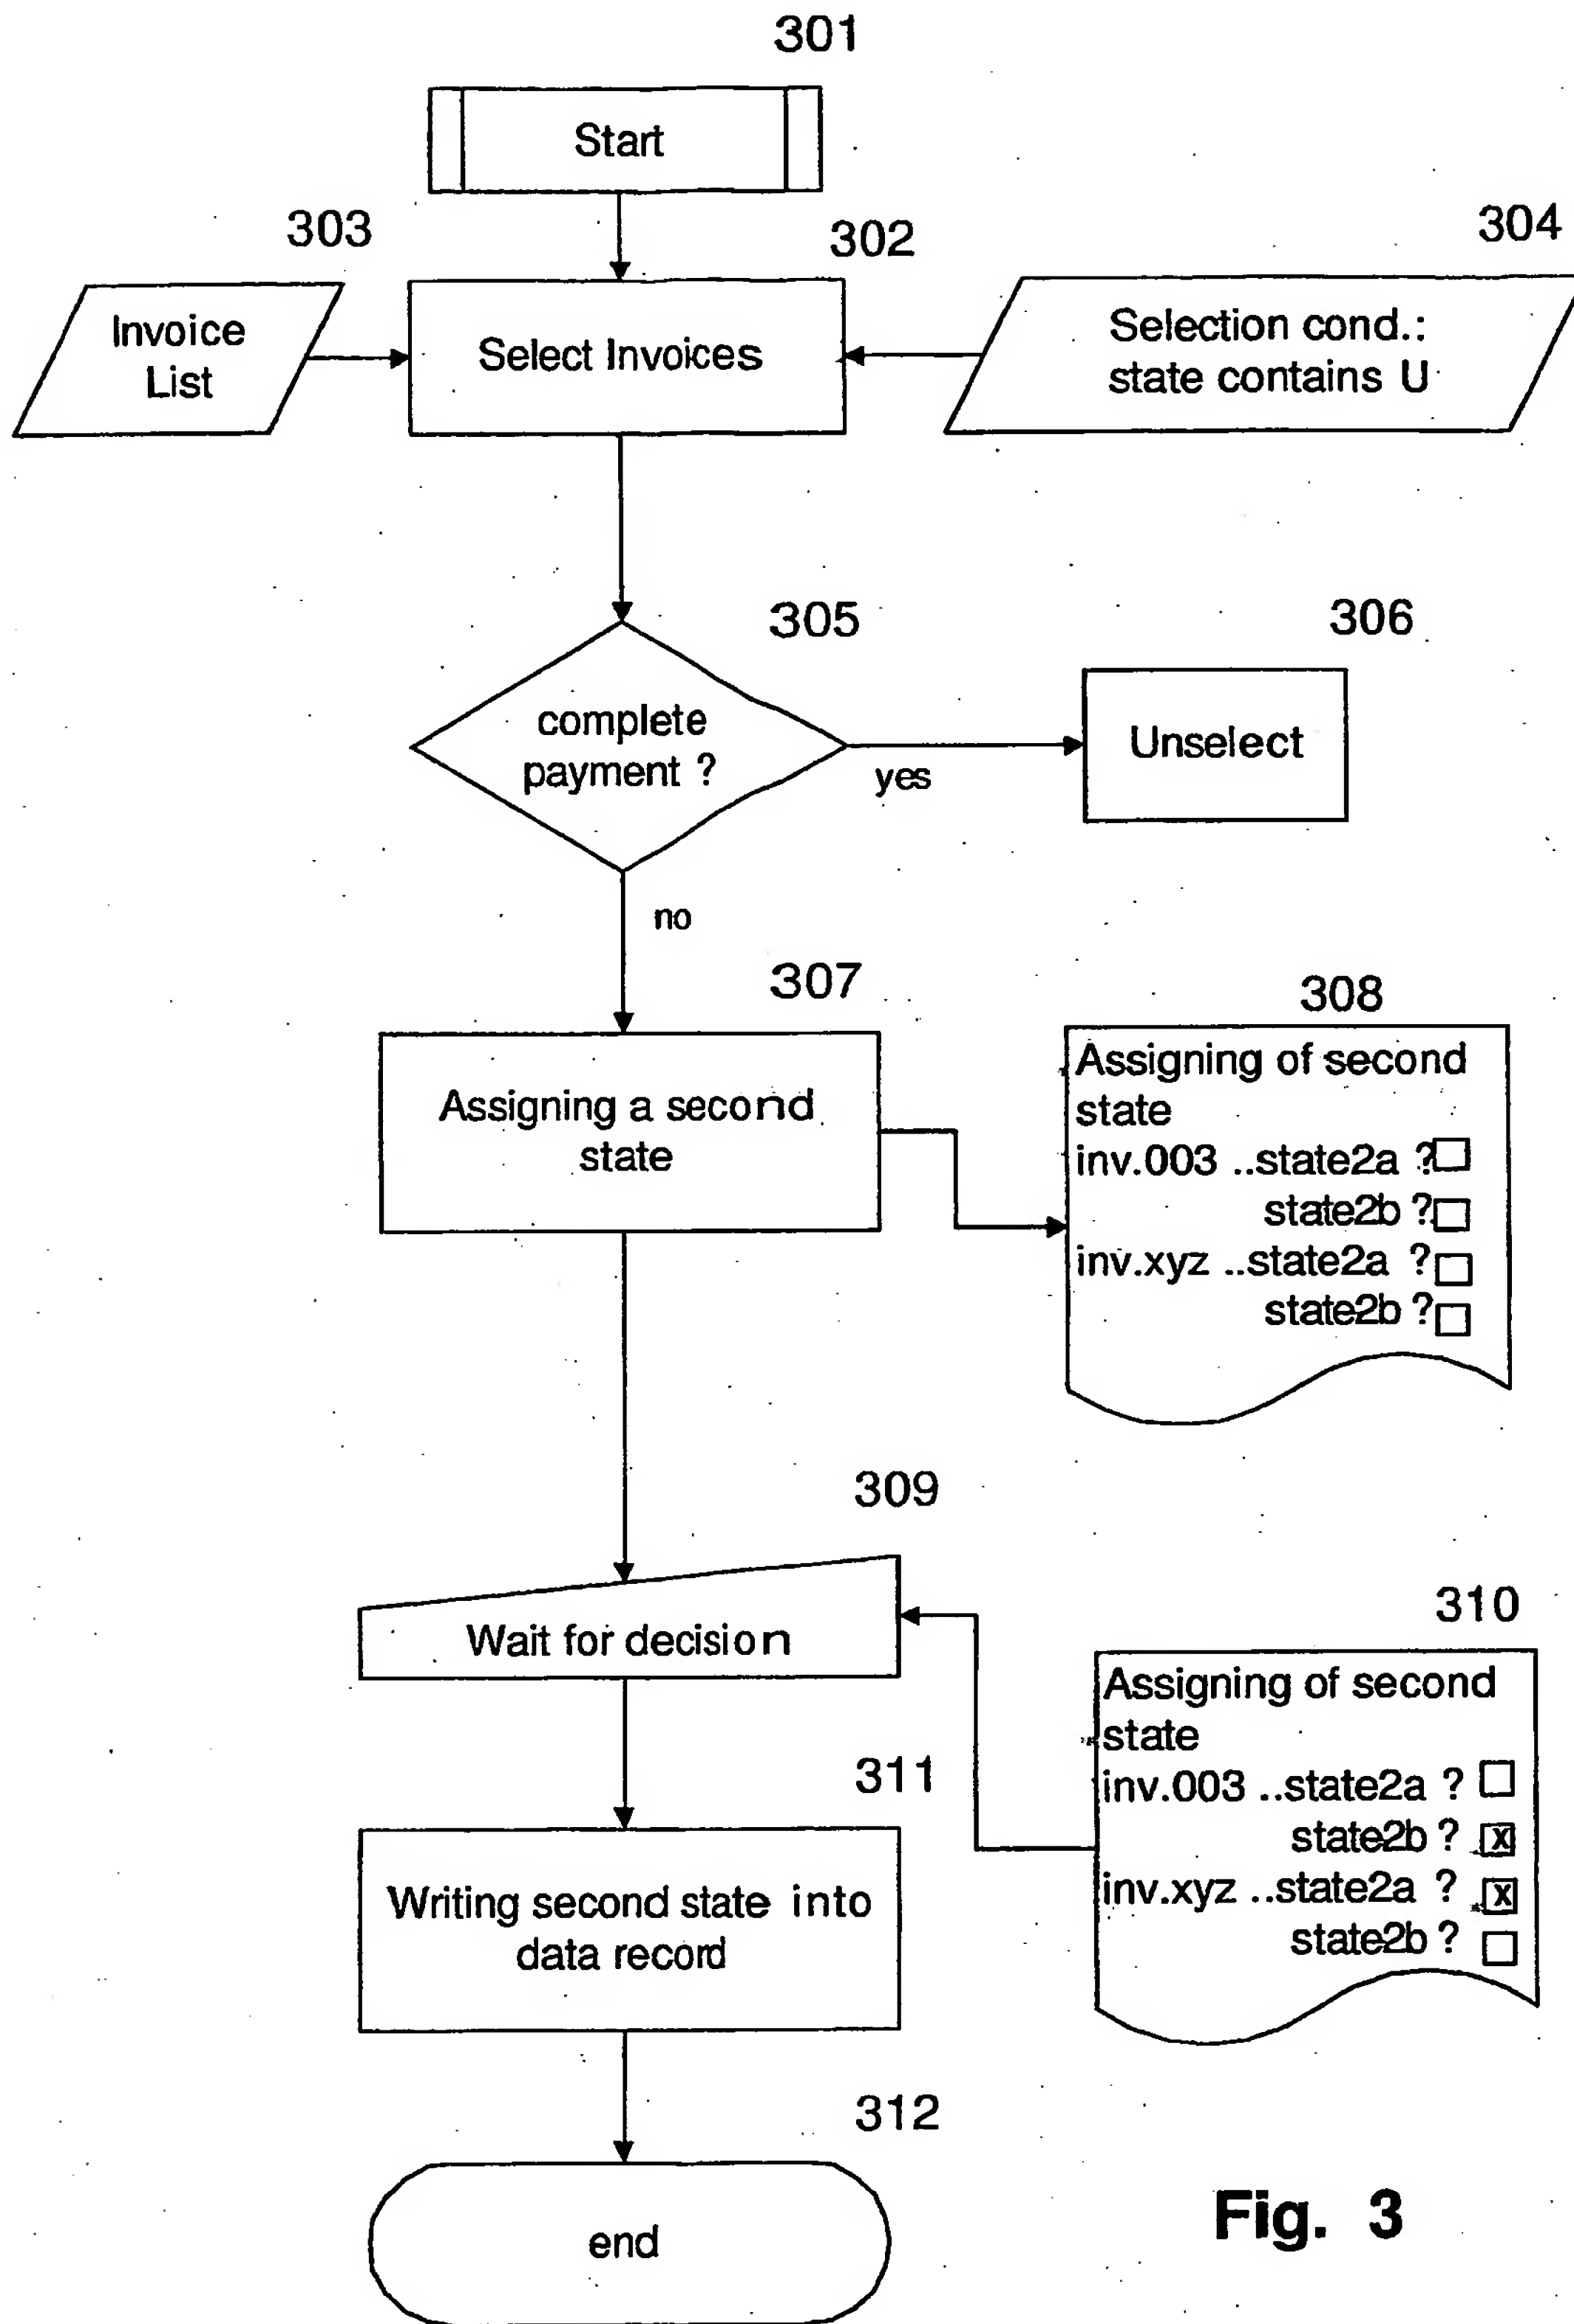 301
Start
303
302
304
Invoice
List
Select Invoices
Selection cond.:
state contains U
305
306
complete
payment ?
yes
Unselect
no
307
308
Assigning a second
state
Assigning of second
state
inv.003 ..state2a ?
state2b ?
inv.xyz ..state2a ?
state2b ?
309
Wait for decision
310
Assigning of second
state
inv.003 ..state2a ?
state2b ? x
inv.xyz ..state2a ? x
state2b ?
311
Writing second state into
data record
312
end
Fig. 3